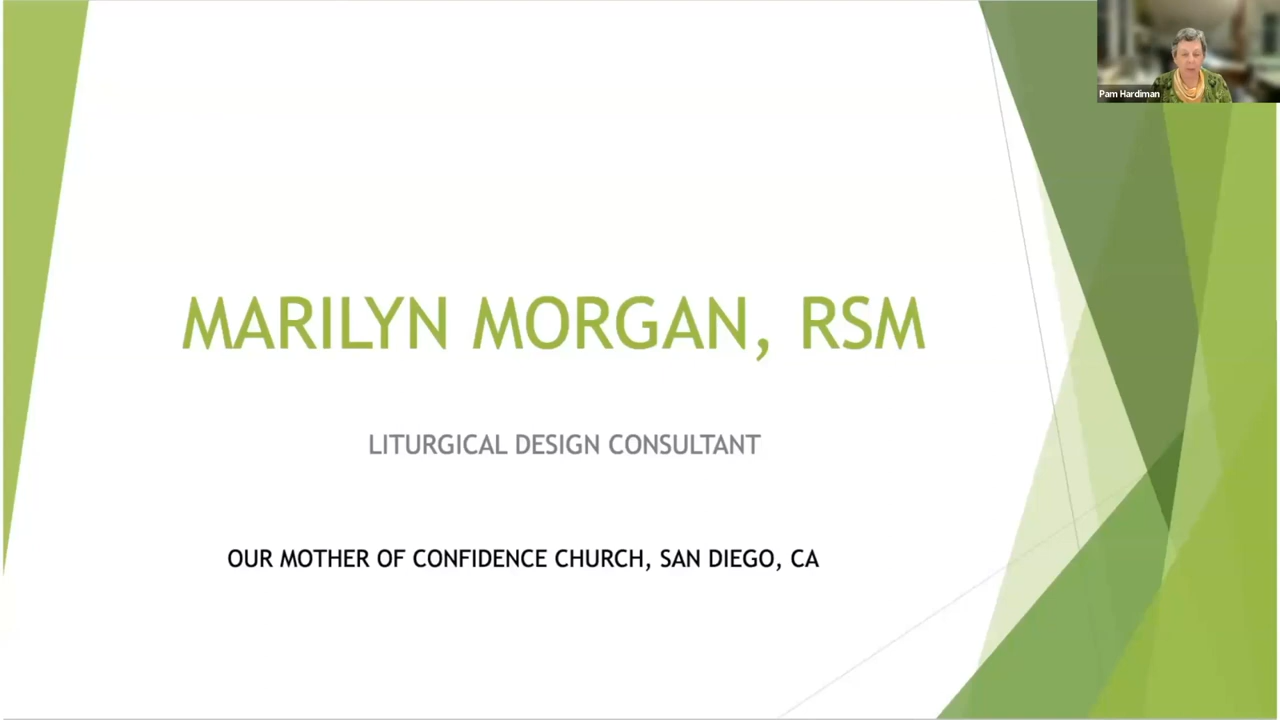 Pam Hardiman
MARILYN MORGAN, RSM
LITURGICAL DESIGN CONSULTANT
OUR MOTHER OF CONFIDENCE CHURCH, SAN DIEGO, CA